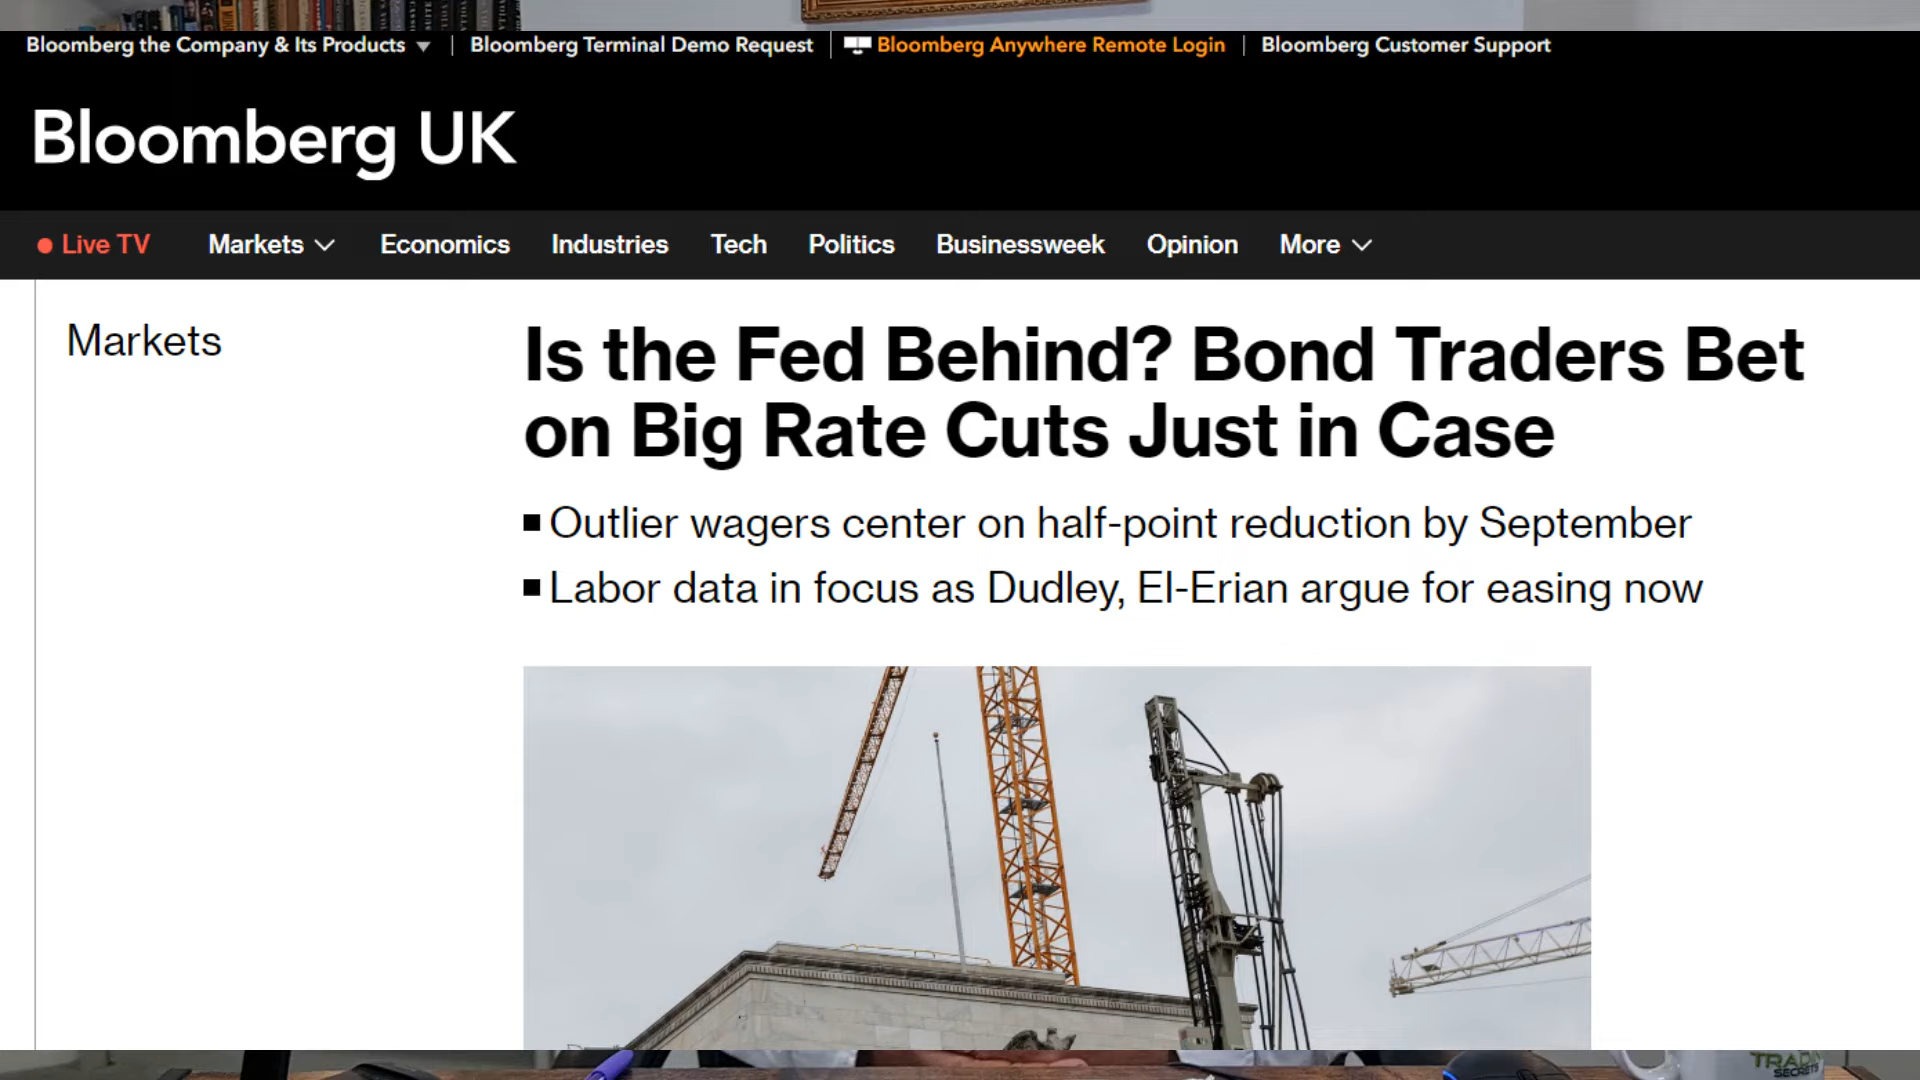 Bloomberg the Company & Its Products
Bloomberg Terminal Demo Request
Bloomberg Anywhere Remote Login
Bloomberg Customer Support
Bloomberg UK
Live TV
Markets
Economics
Industries
Tech
Politics
Businessweek
Opinion
More
Markets
Is the Fed Behind? Bond Traders Bet
on Big Rate Cuts Just in Case
Outlier wagers center on half-point reduction by September
Labor data in focus as Dudley, El-Erian argue for easing now
SECRETS